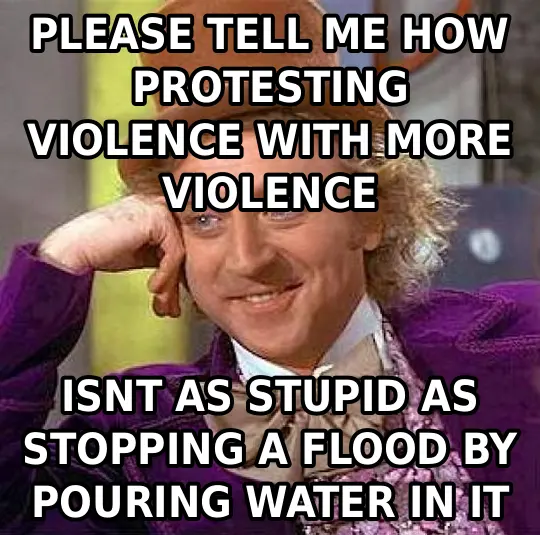 PLEASE TELL ME HOW
PROTESTING
VIOLENCE WITH MORE
VIOLENCE
ISNT AS STUPID AS
STOPPING A FLOOD BY
POURING WATER IN IT